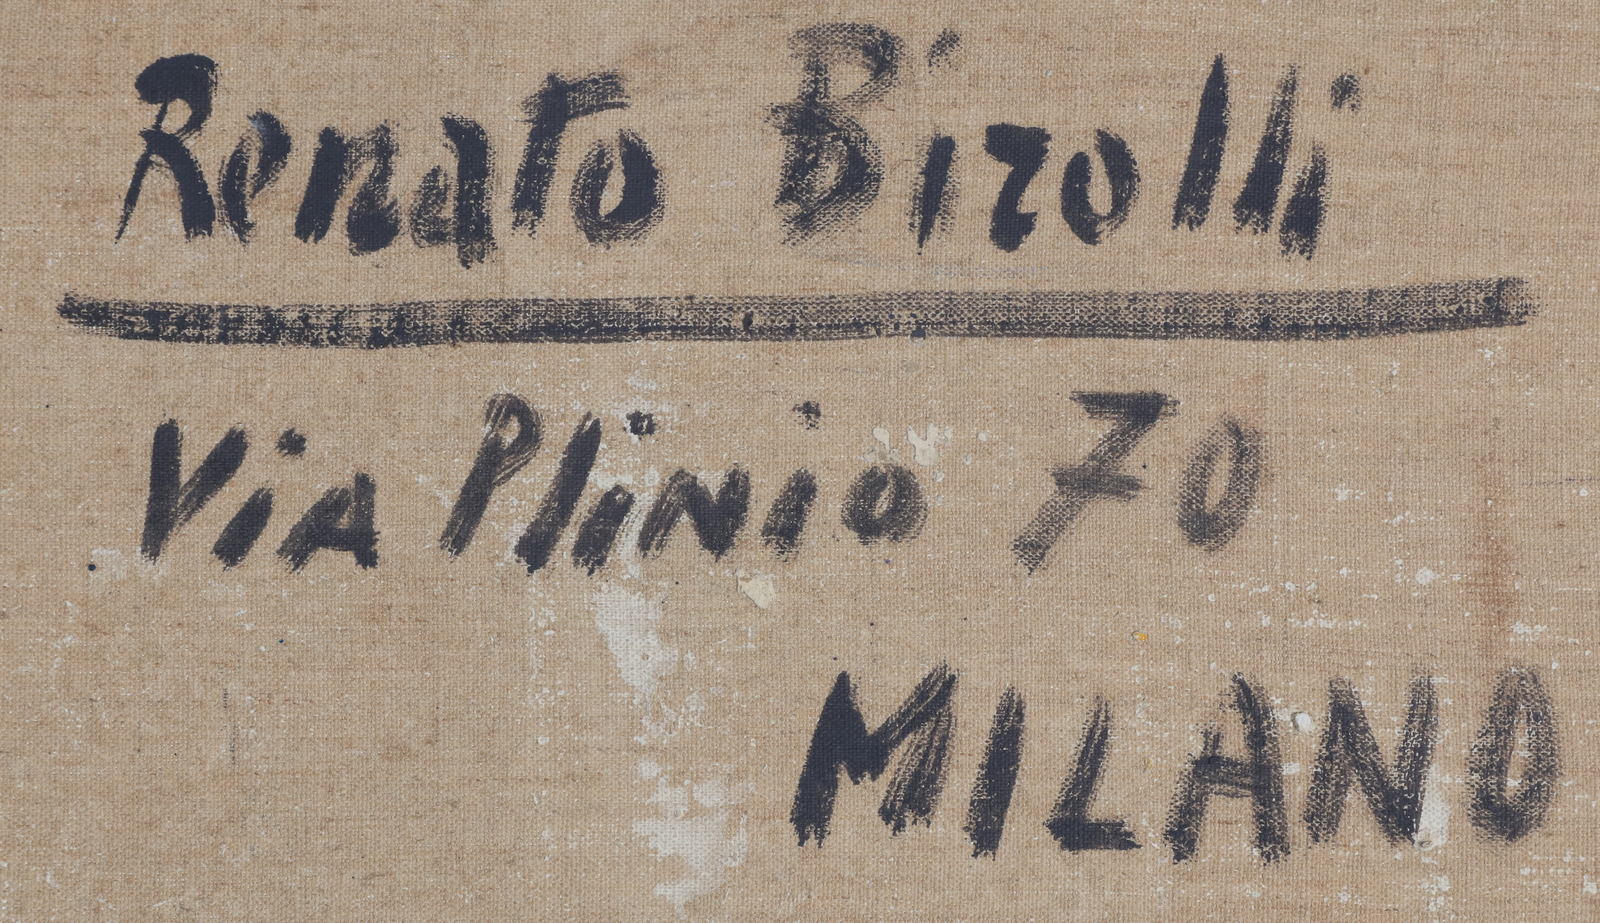 Renato Birolli
Via Plinio 70
MILANO